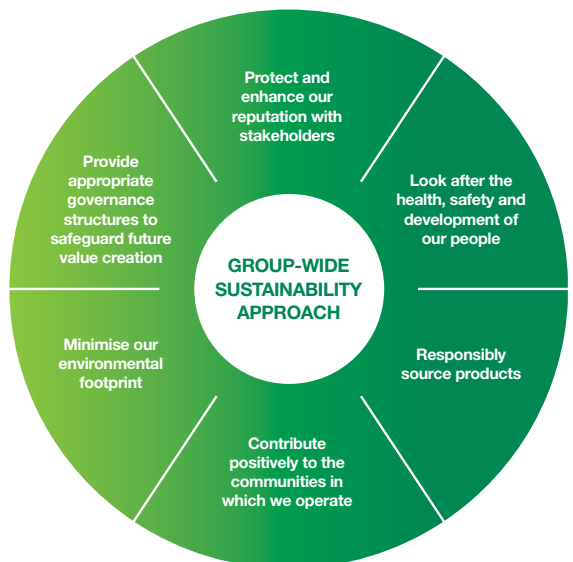 Protect and
enhance our
reputation with
stakeholders
Look after the
health, safety and
development of
our people
Responsibly
source products
Contribute
positively to the
communities in
which we operate
Minimise our
environmental
footprint
Provide
appropriate
governance
structures to
safeguard future
value creation
GROUP-WIDE
SUSTAINABILITY
APPROACH